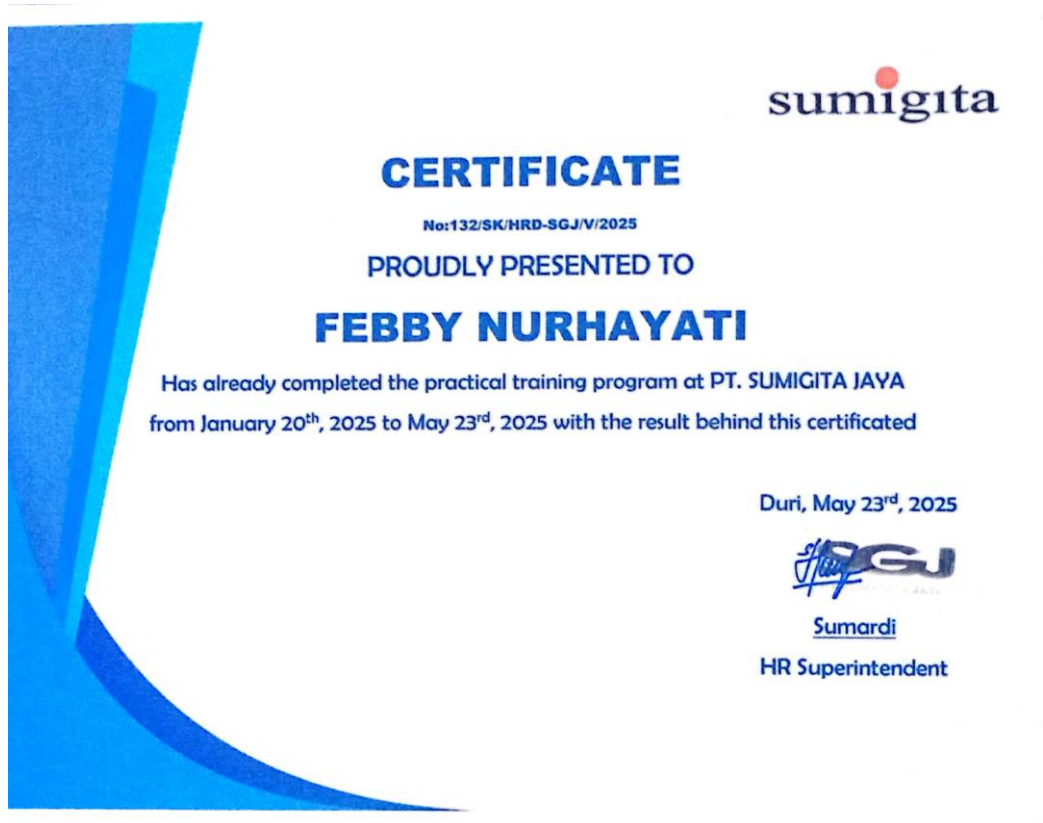 sumigita
CERTIFICATE
No:132/SK/HRD-SGJ/V/2025
PROUDLY PRESENTED TO
FEBBY NURHAYATI
Has already completed the practical training program at PT. SUMIGITA JAYA
from January 20th, 2025 to May 23rd, 2025 with the result behind this certificated
Duri, May 23rd, 2025
SGJ
Sumardi
HR Superintendent